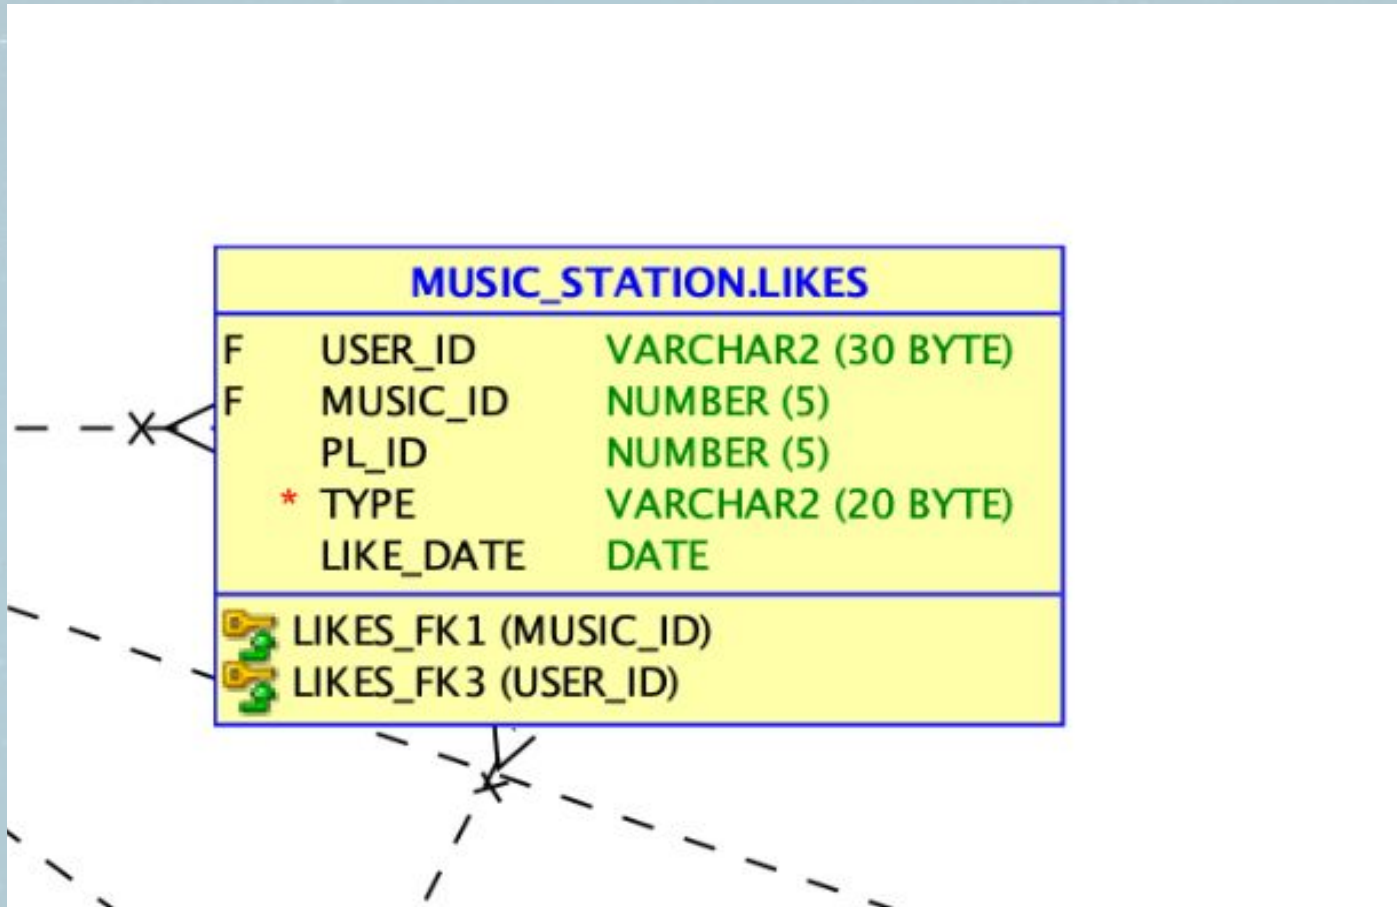 MUSIC_STATION.LIKES
F USER_ID VARCHAR2 (30 BYTE)
F MUSIC_ID NUMBER (5)
PL_ID NUMBER (5)
* TYPE VARCHAR2 (20 BYTE)
LIKE_DATE DATE
LIKES_FK1 (MUSIC_ID)
LIKES_FK3 (USER_ID)